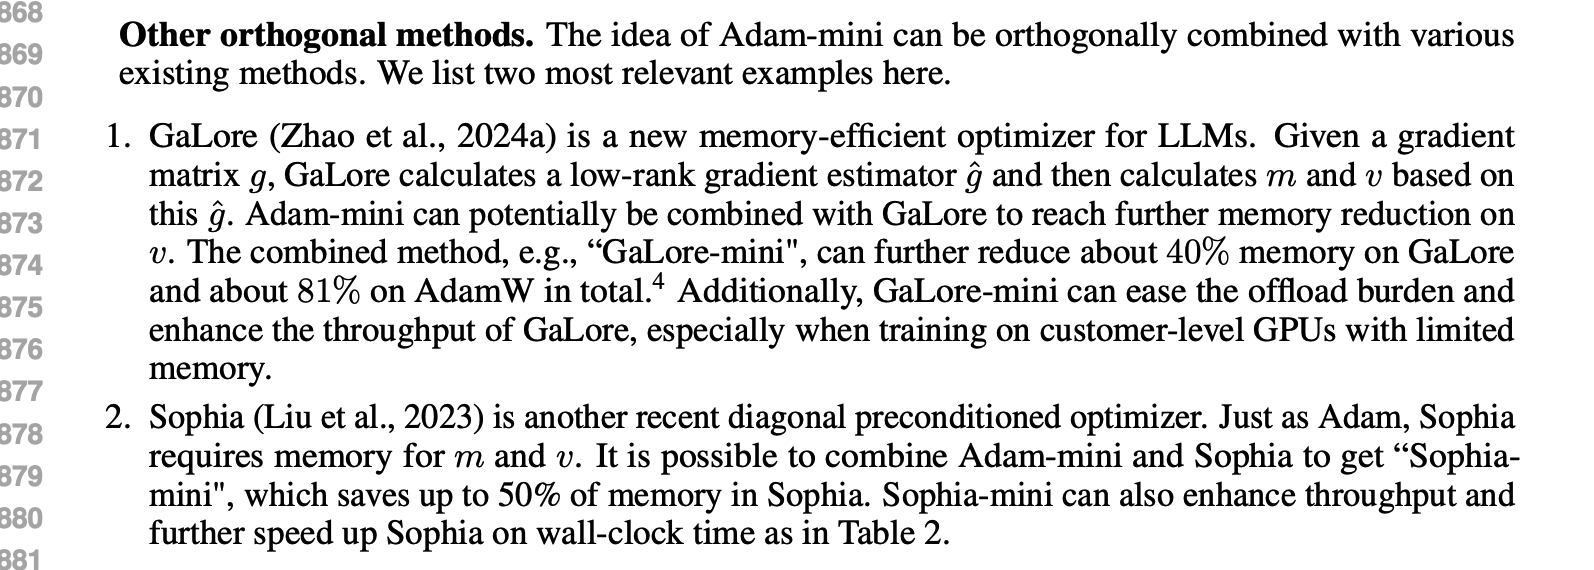 868
Other orthogonal methods. The idea of Adam-mini can be orthogonally combined with various
869
existing methods. We list two most relevant examples here.
870
871
1. GaLore (Zhao et al., 2024a) is a new memory-efficient optimizer for LLMs. Given a gradient
872
matrix g, GaLore calculates a low-rank gradient estimator ĝ and then calculates m and v based on
873
this ĝ. Adam-mini can potentially be combined with GaLore to reach further memory reduction on
874
v. The combined method, e.g., “GaLore-mini", can further reduce about 40% memory on GaLore
875
and about 81% on AdamW in total.⁴ Additionally, GaLore-mini can ease the offload burden and
876
enhance the throughput of GaLore, especially when training on customer-level GPUs with limited
memory.
877
2. Sophia (Liu et al., 2023) is another recent diagonal preconditioned optimizer. Just as Adam, Sophia
878
requires memory for m and v. It is possible to combine Adam-mini and Sophia to get “Sophia-
879
mini", which saves up to 50% of memory in Sophia. Sophia-mini can also enhance throughput and
880
further speed up Sophia on wall-clock time as in Table 2.
881